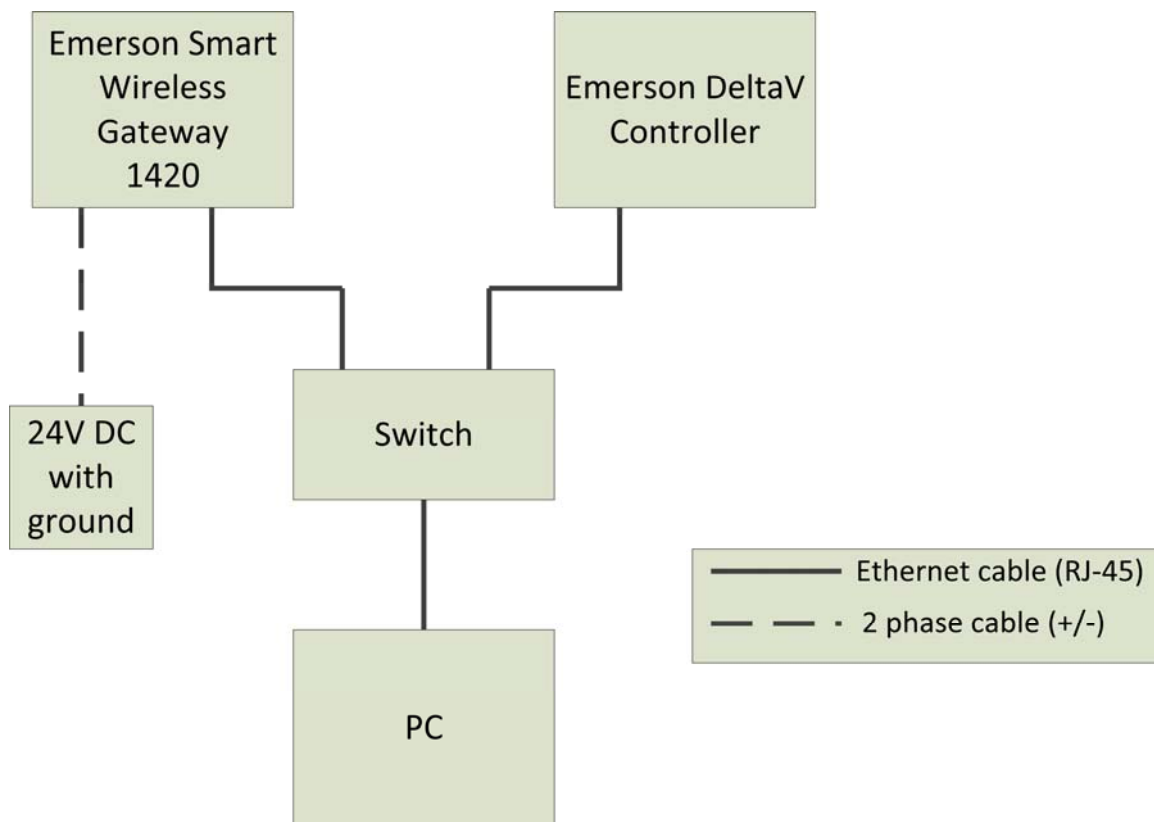 Emerson Smart
Wireless
Gateway
1420
Emerson DeltaV
Controller
24V DC
with
ground
Switch
Ethernet cable (RJ-45)
2 phase cable (+/-)
PC